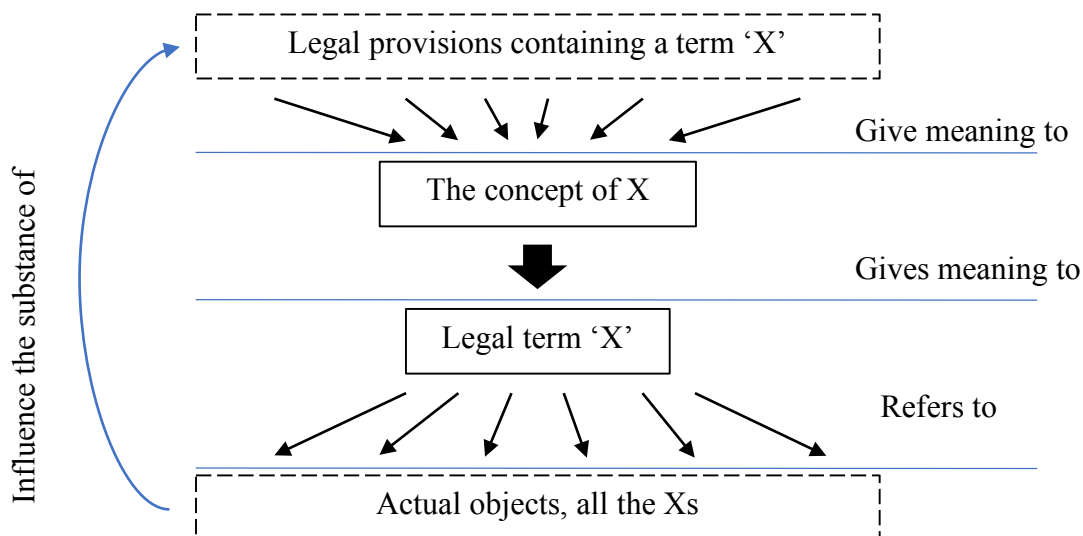 Legal provisions containing a term ‘X’
Give meaning to
The concept of X
Gives meaning to
Legal term ‘X’
Refers to
Actual objects, all the Xs
Influence the substance of